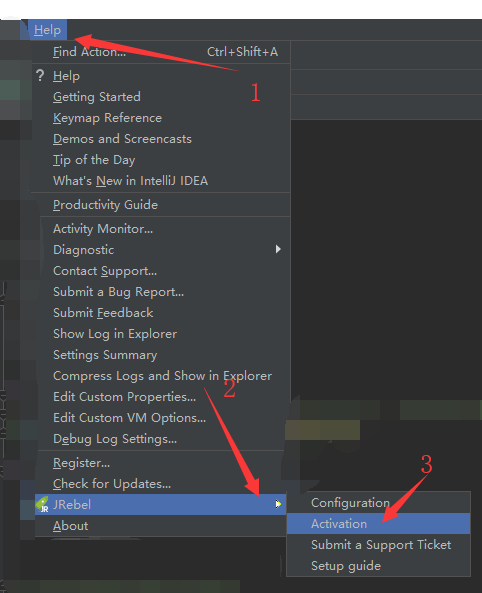 Help
Find Action... Ctrl+Shift+A
1
? Help
Getting Started
Keymap Reference
Demos and Screencasts
Tip of the Day
What's New in IntelliJ IDEA
Productivity Guide
Activity Monitor...
Diagnostic
Contact Support...
Submit a Bug Report...
Submit Feedback
Show Log in Explorer
Settings Summary
Compress Logs and Show in Explorer
2
Edit Custom Properties...
Edit Custom VM Options...
Debug Log Settings...
Register...
3
Check for Updates...
JR JRebel
Configuration
About
Activation
Submit a Support Ticket
Setup guide